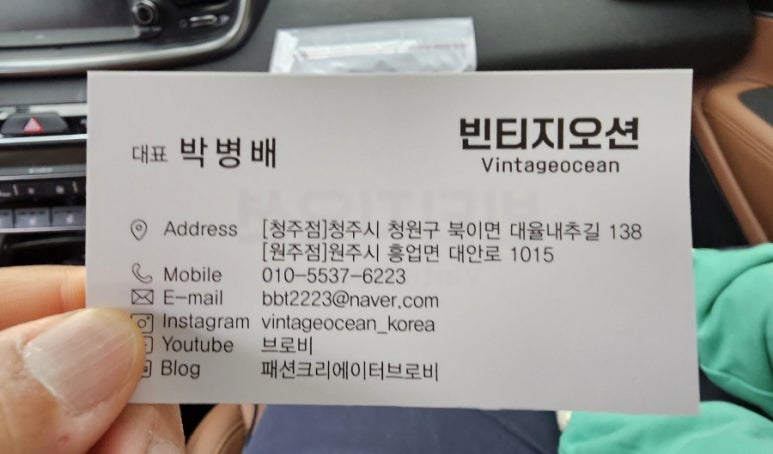 대표 박병배
빈티지오션
Vintageocean
Address [청주점]청주시 청원구 북이면 대율내추길 138
[원주점]원주시 흥업면 대안로 1015
Mobile 010-5537-6223
E-mail bbt2223@naver.com
Instagram vintageocean_korea
Youtube 브로비
Blog 패션크리에이터브로비